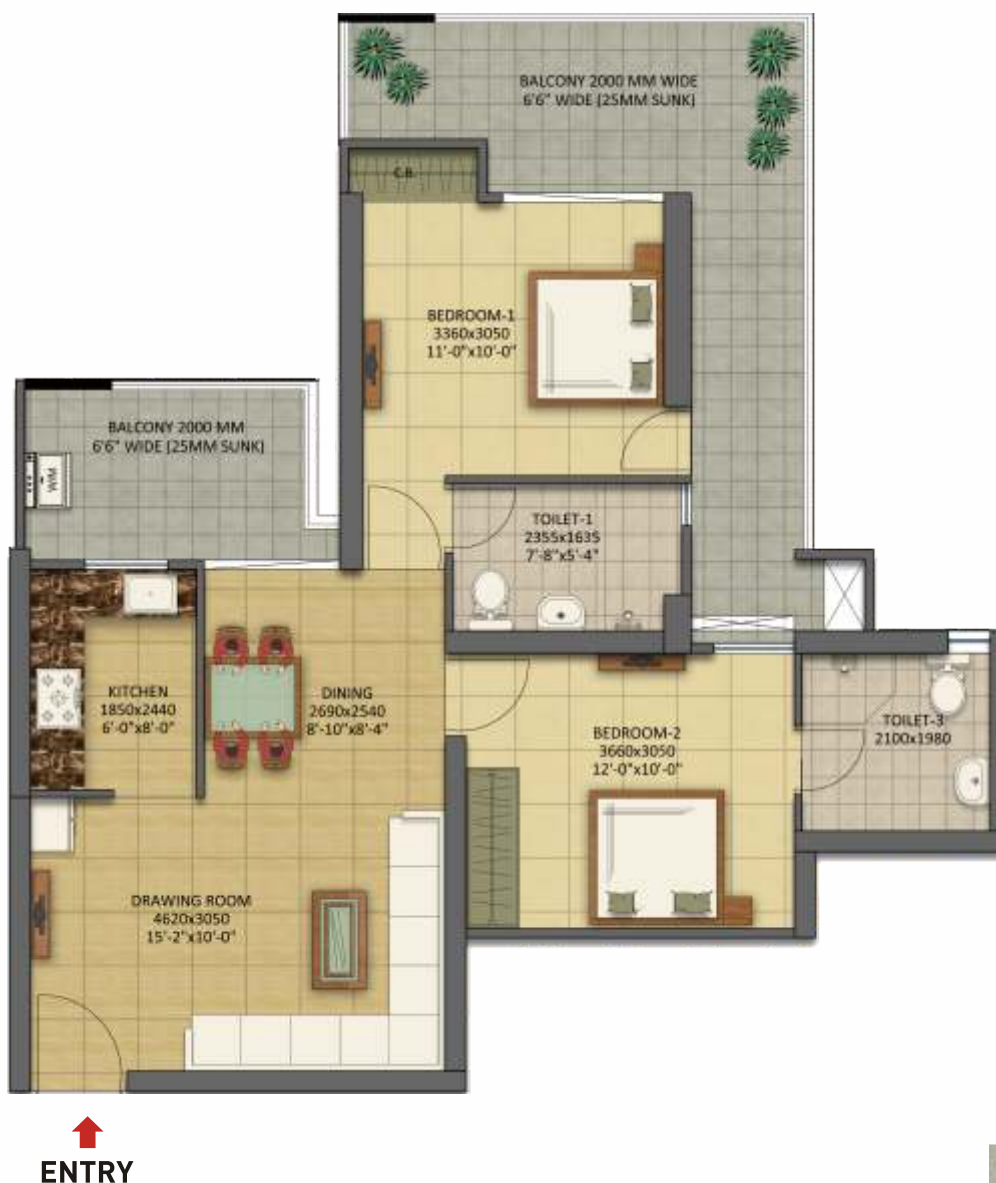 BALCONY 2000 MM WIDE
6'6" WIDE (25MM SUNK)
C.B.
BEDROOM-1
3360x3050
11'-0"x10'-0"
BALCONY 2000 MM
6'6" WIDE (25MM SUNK)
WM
TOILET-1
2355x1635
7'-8"x5'-4"
KITCHEN
1850x2440
6'-0"x8'-0"
DINING
2690x2540
8'-10"x8'-4"
BEDROOM-2
3660x3050
12'-0"x10'-0"
TOILET-3
2100x1980
DRAWING ROOM
4620x3050
15'-2"x10'-0"
ENTRY